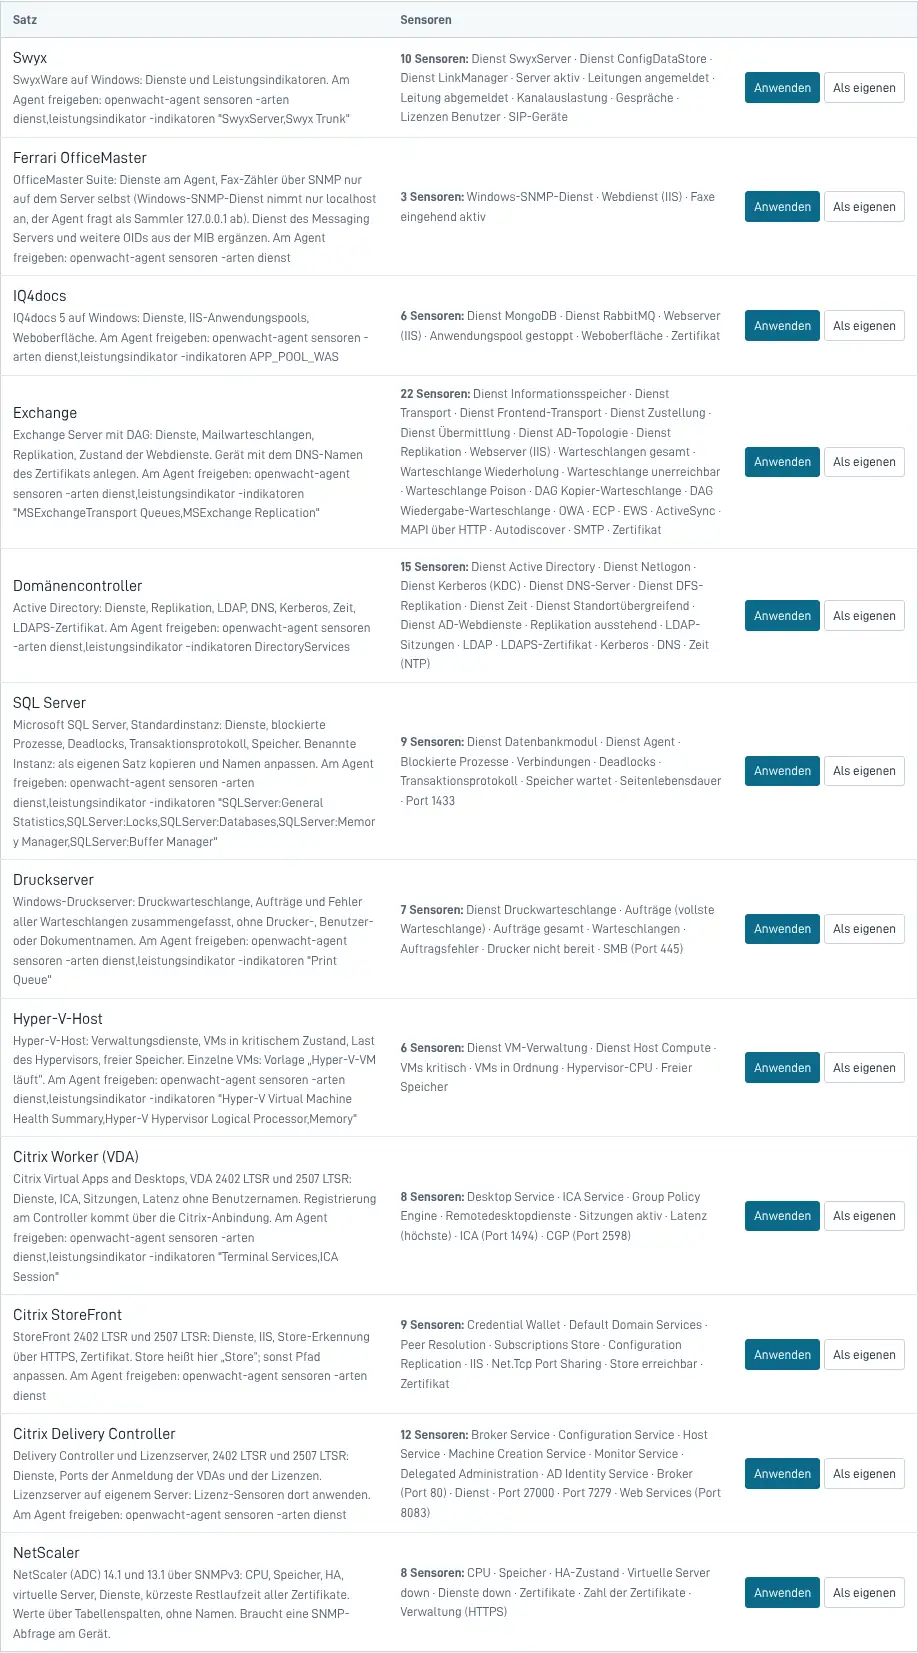 Satz
Sensoren
Swyx
SwyxWare auf Windows: Dienste und Leistungsindikatoren. Am
Agent freigeben: openwacht-agent sensoren -arten
dienst,leistungsindikator -indikatoren "SwyxServer,Swyx Trunk"
10 Sensoren: Dienst SwyxServer · Dienst ConfigDataStore ·
Dienst LinkManager · Server aktiv · Leitungen angemeldet ·
Leitung abgemeldet · Kanalauslastung · Gespräche ·
Lizenzen Benutzer · SIP-Geräte
Anwenden
Als eigenen
Ferrari OfficeMaster
OfficeMaster Suite: Dienste am Agent, Fax-Zähler über SNMP nur
auf dem Server selbst (Windows-SNMP-Dienst nimmt nur localhost
an, der Agent fragt als Sammler 127.0.0.1 ab). Dienst des Messaging
Servers und weitere OIDs aus der MIB ergänzen. Am Agent
freigeben: openwacht-agent sensoren -arten dienst
3 Sensoren: Windows-SNMP-Dienst · Webdienst (IIS) · Faxe
eingehend aktiv
Anwenden
Als eigenen
IQ4docs
IQ4docs 5 auf Windows: Dienste, IIS-Anwendungspools,
Weboberfläche. Am Agent freigeben: openwacht-agent sensoren -
arten dienst,leistungsindikator -indikatoren APP_POOL_WAS
6 Sensoren: Dienst MongoDB · Dienst RabbitMQ · Webserver
(IIS) · Anwendungspool gestoppt · Weboberfläche · Zertifikat
Anwenden
Als eigenen
Exchange
Exchange Server mit DAG: Dienste, Mailwarteschlangen,
Replikation, Zustand der Webdienste. Gerät mit dem DNS-Namen
des Zertifikats anlegen. Am Agent freigeben: openwacht-agent
sensoren -arten dienst,leistungsindikator -indikatoren
"MSExchangeTransport Queues,MSExchange Replication"
22 Sensoren: Dienst Informationsspeicher · Dienst
Transport · Dienst Frontend-Transport · Dienst Zustellung ·
Dienst Übermittlung · Dienst AD-Topologie · Dienst
Replikation · Webserver (IIS) · Warteschlangen gesamt ·
Warteschlange Wiederholung · Warteschlange unerreichbar
· Warteschlange Poison · DAG Kopier-Warteschlange · DAG
Wiedergabe-Warteschlange · OWA · ECP · EWS · ActiveSync ·
MAPI über HTTP · Autodiscover · SMTP · Zertifikat
Anwenden
Als eigenen
Domänencontroller
Active Directory: Dienste, Replikation, LDAP, DNS, Kerberos, Zeit,
LDAPS-Zertifikat. Am Agent freigeben: openwacht-agent sensoren
-arten dienst,leistungsindikator -indikatoren DirectoryServices
15 Sensoren: Dienst Active Directory · Dienst Netlogon ·
Dienst Kerberos (KDC) · Dienst DNS-Server · Dienst DFS-
Replikation · Dienst Zeit · Dienst Standortübergreifend ·
Dienst AD-Webdienste · Replikation ausstehend · LDAP-
Sitzungen · LDAP · LDAPS-Zertifikat · Kerberos · DNS · Zeit
(NTP)
Anwenden
Als eigenen
SQL Server
Microsoft SQL Server, Standardinstanz: Dienste, blockierte
Prozesse, Deadlocks, Transaktionsprotokoll, Speicher. Benannte
Instanz: als eigenen Satz kopieren und Namen anpassen. Am Agent
freigeben: openwacht-agent sensoren -arten
dienst,leistungsindikator -indikatoren "SQLServer:General
Statistics,SQLServer:Locks,SQLServer:Databases,SQLServer:Memor
y Manager,SQLServer:Buffer Manager"
9 Sensoren: Dienst Datenbankmodul · Dienst Agent ·
Blockierte Prozesse · Verbindungen · Deadlocks ·
Transaktionsprotokoll · Speicher wartet · Seitenlebensdauer
· Port 1433
Anwenden
Als eigenen
Druckserver
Windows-Druckserver: Druckwarteschlange, Aufträge und Fehler
aller Warteschlangen zusammengefasst, ohne Drucker-, Benutzer-
oder Dokumentnamen. Am Agent freigeben: openwacht-agent
sensoren -arten dienst,leistungsindikator -indikatoren "Print
Queue"
7 Sensoren: Dienst Druckwarteschlange · Aufträge (vollste
Warteschlange) · Aufträge gesamt · Warteschlangen ·
Auftragsfehler · Drucker nicht bereit · SMB (Port 445)
Anwenden
Als eigenen
Hyper-V-Host
Hyper-V-Host: Verwaltungsdienste, VMs in kritischem Zustand, Last
des Hypervisors, freier Speicher. Einzelne VMs: Vorlage „Hyper-V-VM
läuft“. Am Agent freigeben: openwacht-agent sensoren -arten
dienst,leistungsindikator -indikatoren "Hyper-V Virtual Machine
Health Summary,Hyper-V Hypervisor Logical Processor,Memory"
6 Sensoren: Dienst VM-Verwaltung · Dienst Host Compute ·
VMs kritisch · VMs in Ordnung · Hypervisor-CPU · Freier
Speicher
Anwenden
Als eigenen
Citrix Worker (VDA)
Citrix Virtual Apps and Desktops, VDA 2402 LTSR und 2507 LTSR:
Dienste, ICA, Sitzungen, Latenz ohne Benutzernamen. Registrierung
am Controller kommt über die Citrix-Anbindung. Am Agent
freigeben: openwacht-agent sensoren -arten
dienst,leistungsindikator -indikatoren "Terminal Services,ICA
Session"
8 Sensoren: Desktop Service · ICA Service · Group Policy
Engine · Remotedesktopdienste · Sitzungen aktiv · Latenz
(höchste) · ICA (Port 1494) · CGP (Port 2598)
Anwenden
Als eigenen
Citrix StoreFront
StoreFront 2402 LTSR und 2507 LTSR: Dienste, IIS, Store-Erkennung
über HTTPS, Zertifikat. Store heißt hier „Store“; sonst Pfad
anpassen. Am Agent freigeben: openwacht-agent sensoren -arten
dienst
9 Sensoren: Credential Wallet · Default Domain Services ·
Peer Resolution · Subscriptions Store · Configuration
Replication · IIS · Net.Tcp Port Sharing · Store erreichbar ·
Zertifikat
Anwenden
Als eigenen
Citrix Delivery Controller
Delivery Controller und Lizenzserver, 2402 LTSR und 2507 LTSR:
Dienste, Ports der Anmeldung der VDAs und der Lizenzen.
Lizenzserver auf eigenem Server: Lizenz-Sensoren dort anwenden.
Am Agent freigeben: openwacht-agent sensoren -arten dienst
12 Sensoren: Broker Service · Configuration Service · Host
Service · Machine Creation Service · Monitor Service ·
Delegated Administration · AD Identity Service · Broker
(Port 80) · Dienst · Port 27000 · Port 7279 · Web Services (Port
8083)
Anwenden
Als eigenen
NetScaler
NetScaler (ADC) 14.1 und 13.1 über SNMPv3: CPU, Speicher, HA,
virtuelle Server, Dienste, kürzeste Restlaufzeit aller Zertifikate.
Werte über Tabellenspalten, ohne Namen. Braucht eine SNMP-
Abfrage am Gerät.
8 Sensoren: CPU · Speicher · HA-Zustand · Virtuelle Server
down · Dienste down · Zertifikate · Zahl der Zertifikate ·
Verwaltung (HTTPS)
Anwenden
Als eigenen